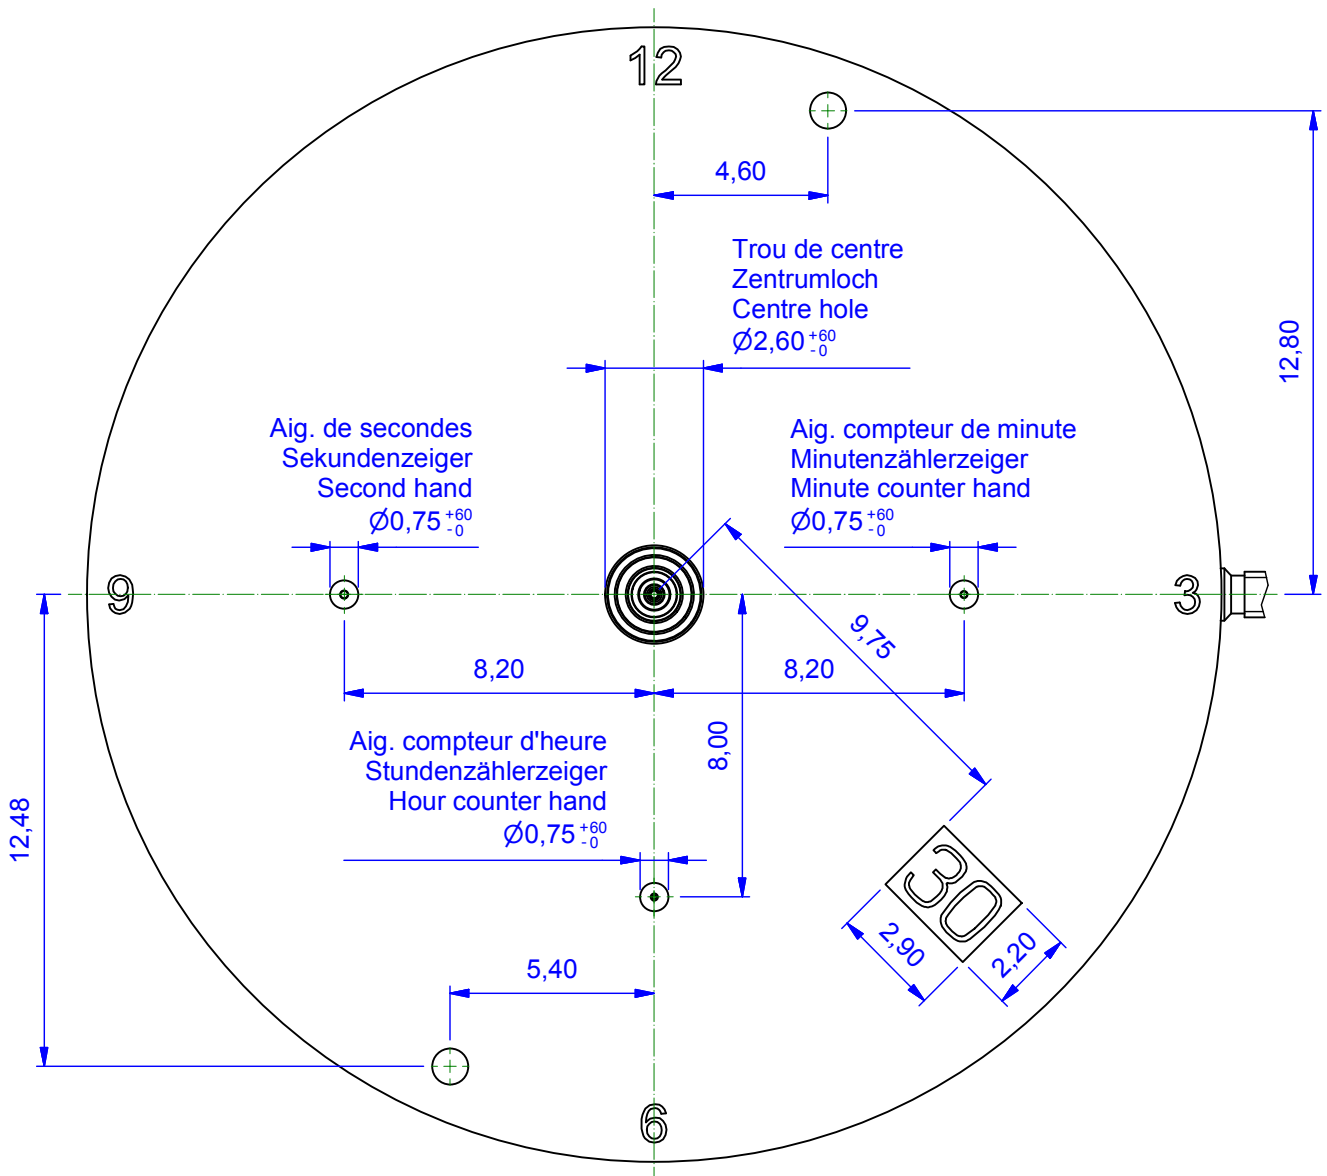 12
4,60
Trou de centre
Zentrumloch
Centre hole
Ø2,60 +60 -0
12,80
Aig. de secondes
Sekundenzeiger
Second hand
Ø0,75 +60 -0
Aig. compteur de minute
Minutenzählerzeiger
Minute counter hand
Ø0,75 +60 -0
9
3
9,75
8,20
8,20
8,00
Aig. compteur d'heure
Stundenzählerzeiger
Hour counter hand
Ø0,75 +60 -0
12,48
30
2,90
2,20
5,40
6